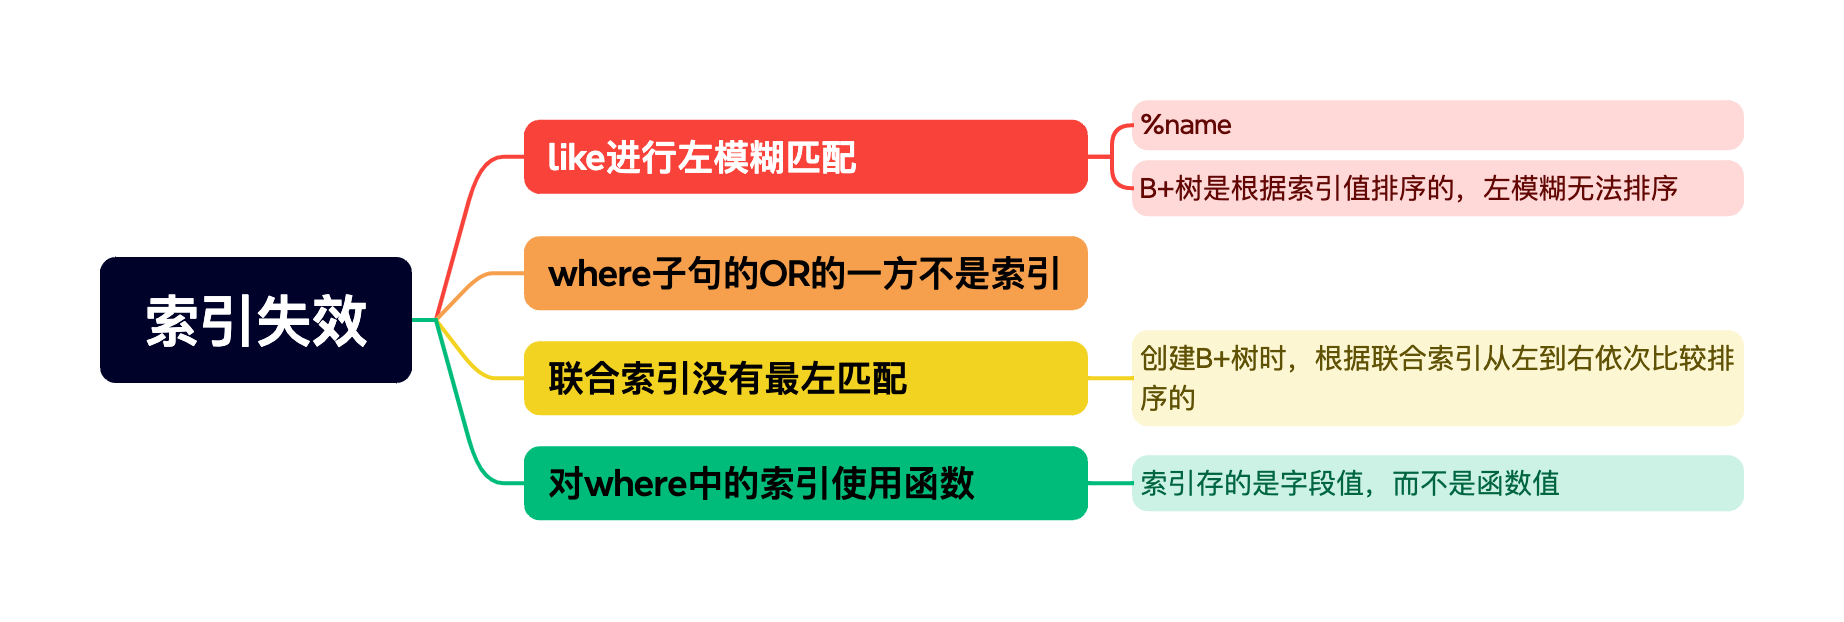 索引失效
like进行左模糊匹配
%name
B+树是根据索引值排序的，左模糊无法排序
where子句的OR的一方不是索引
联合索引没有最左匹配
创建B+树时，根据联合索引从左到右依次比较排
序的
对where中的索引使用函数
索引存的是字段值，而不是函数值